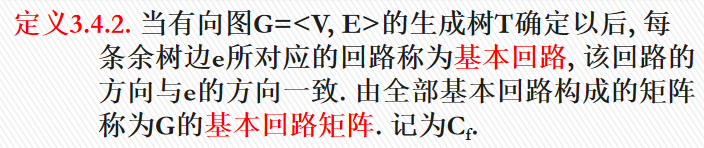 定义3.4.2. 当有向图G=<V, E>的生成树T确定以后, 每
条余树边e所对应的回路称为基本回路, 该回路的
方向与e的方向一致. 由全部基本回路构成的矩阵
称为G的基本回路矩阵. 记为Cf.